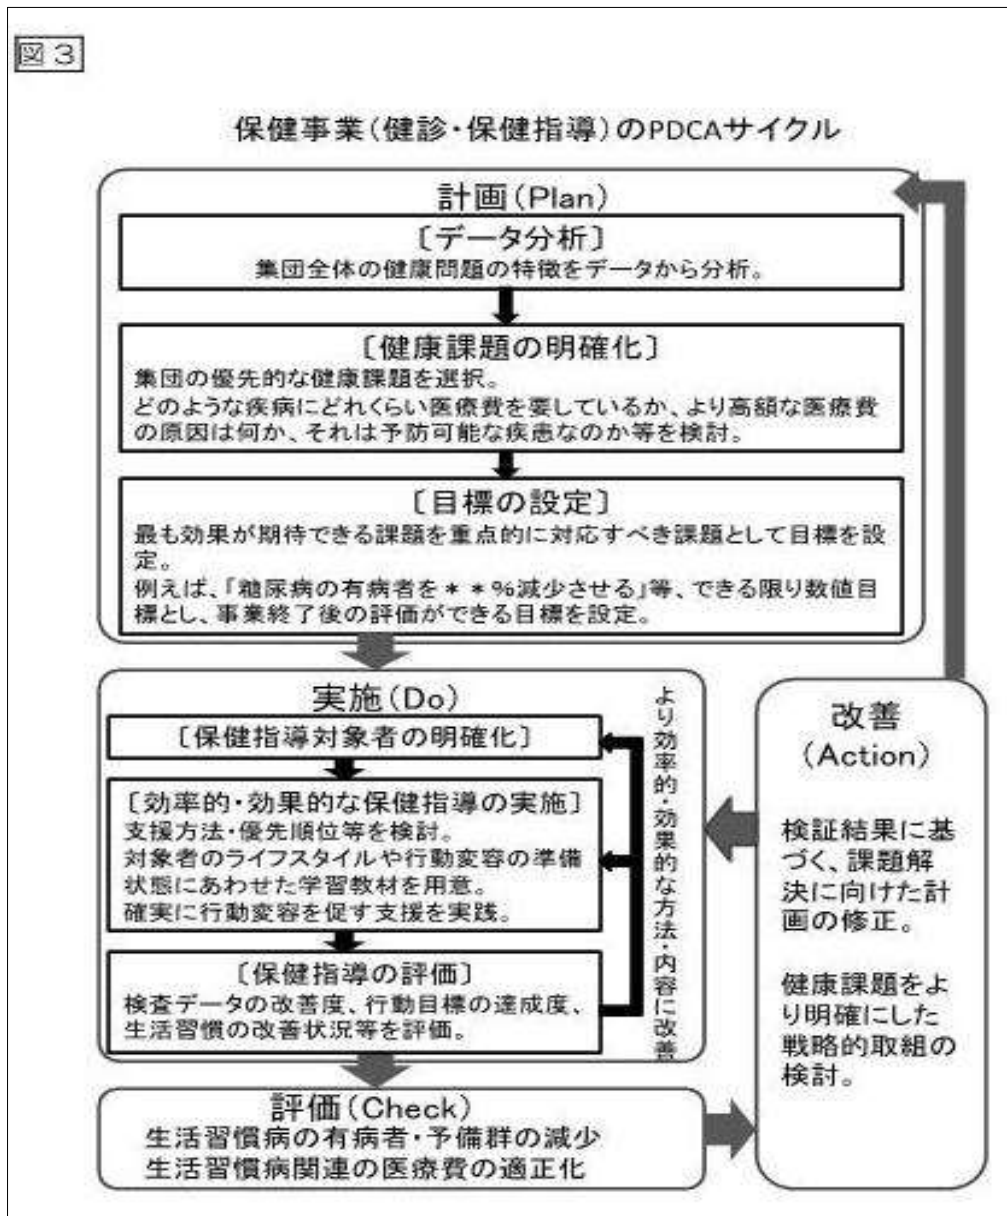 図3
保健事業(健診・保健指導)のPDCAサイクル
計画(Plan)
〔データ分析〕
集団全体の健康問題の特徴をデータから分析。
〔健康課題の明確化〕
集団の優先的な健康課題を選択。
どのような疾病にどれくらい医療費を要しているか、より高額な医療費
の原因は何か、それは予防可能な疾患なのか等を検討。
〔目標の設定〕
最も効果が期待できる課題を重点的に対応すべき課題として目標を設
定。
例えば、「糖尿病の有病者を**%減少させる」等、できる限り数値目
標とし、事業終了後の評価ができる目標を設定。
実施(Do)
〔保健指導対象者の明確化〕
〔効率的・効果的な保健指導の実施〕
支援方法・優先順位等を検討。
対象者のライフスタイルや行動変容の準備
状態にあわせた学習教材を用意。
確実に行動変容を促す支援を実践。
〔保健指導の評価〕
検査データの改善度、行動目標の達成度、
生活習慣の改善状況等を評価。
より効率的・効果的な方法・内容に改善
評価(Check)
生活習慣病の有病者・予備群の減少
生活習慣病関連の医療費の適正化
改善
(Action)
検証結果に基
づく、課題解
決に向けた計
画の修正。
健康課題をよ
り明確にした
戦略的取組の
検討。